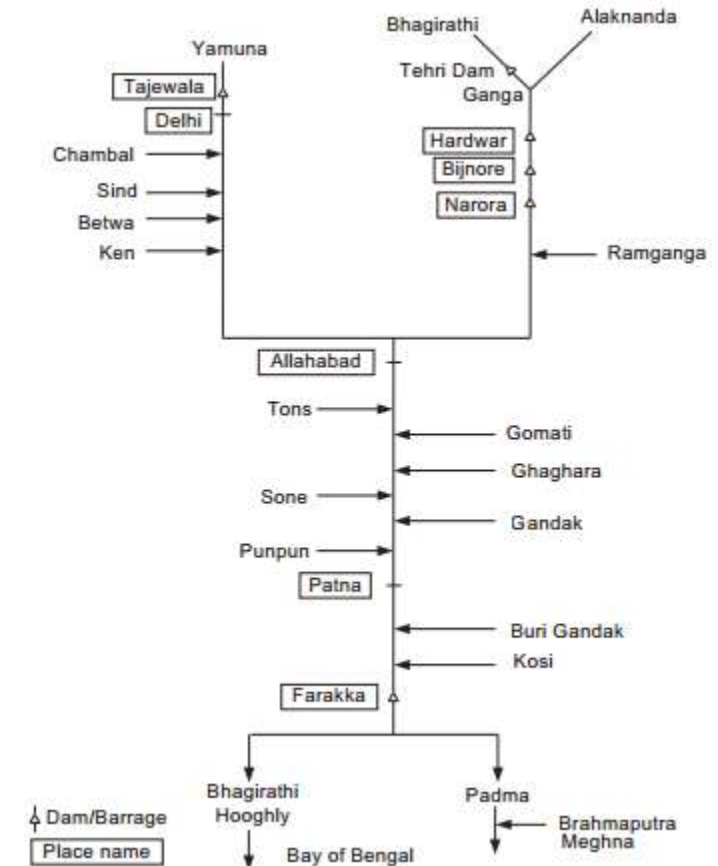 Bhagirathi
Alaknanda
Yamuna
Tehri Dam
Tajewala
Ganga
Delhi
Hardwar
Chambal
Bijnore
Sind
Narora
Betwa
Ken
Ramganga
Allahabad
Tons
Gomati
Ghaghara
Sone
Gandak
Punpun
Patna
Buri Gandak
Kosi
Farakka
Bhagirathi
Hooghly
Padma
Dam/Barrage
Brahmaputra
Meghna
Place name
Bay of Bengal